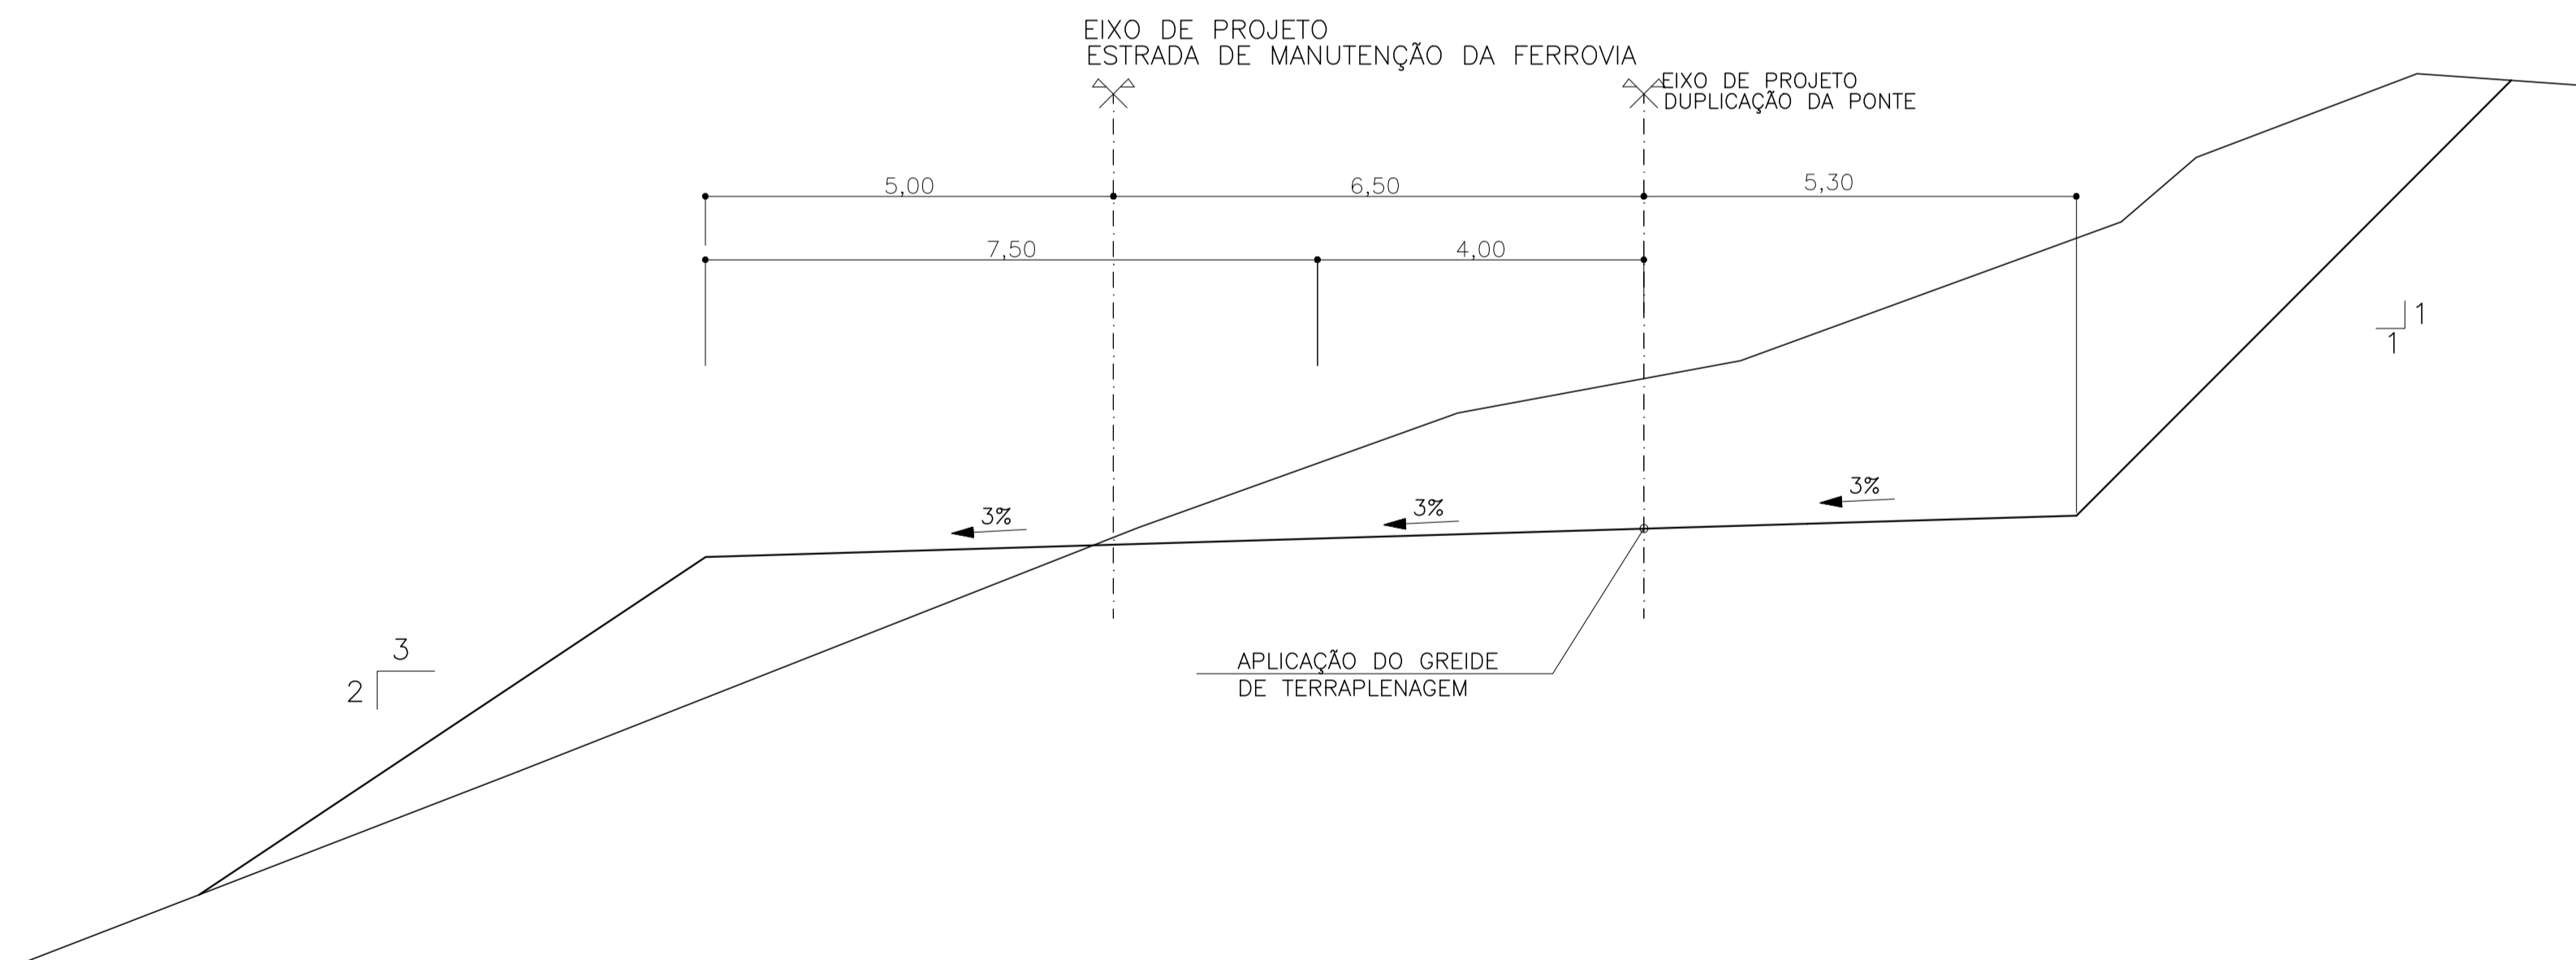 EIXO DE PROJETO
ESTRADA DE MANUTENÇÃO DA FERROVIA
EIXO DE PROJETO
DUPLICAÇÃO DA PONTE
5,00
6,50
5,30
7,50
4,00
1
1
3%
3%
3%
3
2
APLICAÇÃO DO GREIDE
DE TERRAPLENAGEM